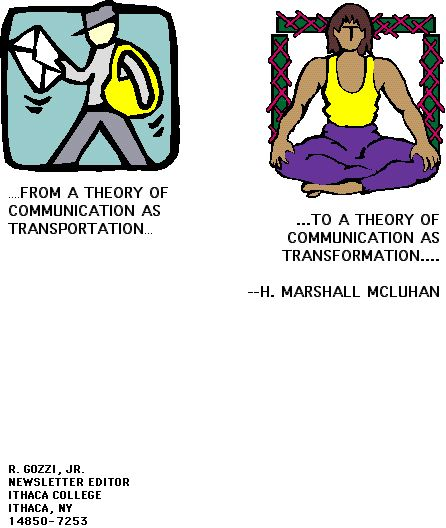 ....FROM A THEORY OF
COMMUNICATION AS
TRANSPORTATION...
...TO A THEORY OF
COMMUNICATION AS
TRANSFORMATION....
--H. MARSHALL MCLUHAN
R. GOZZI, JR.
NEWSLETTER EDITOR
ITHACA COLLEGE
ITHACA, NY
14850-7253